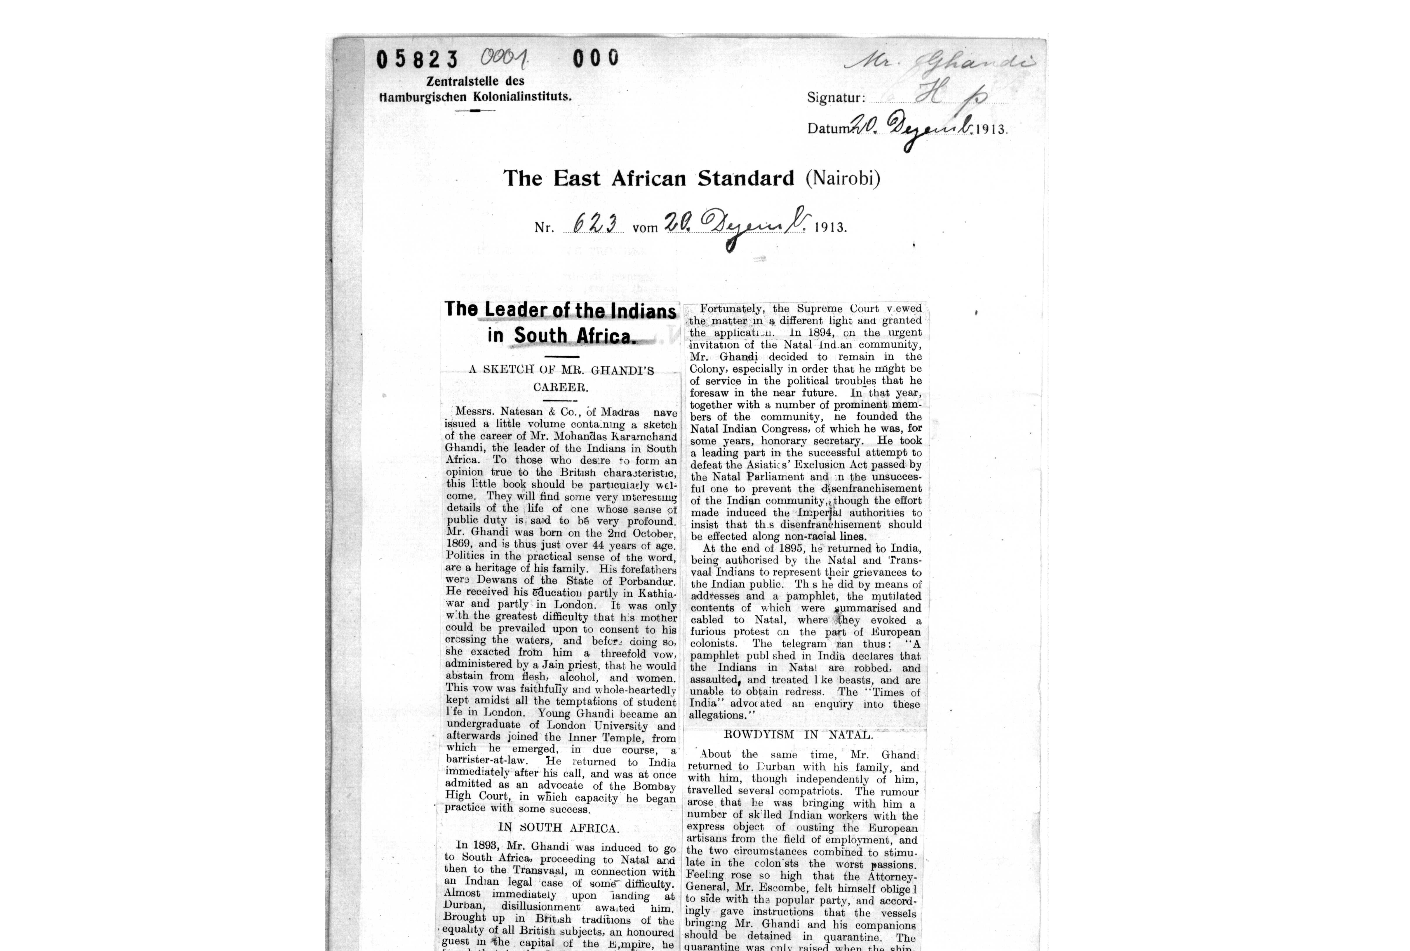 05823 0001 000
Zentralstelle des
Hamburgischen Kolonialinstituts.
Mr. Ghandi
Signatur: H p
Datum 20. Dezemb. 1913.
The East African Standard (Nairobi)
Nr. 623 vom 20. Dezemb. 1913.
The Leader of the Indians
in South Africa.
A SKETCH OF MR. GHANDI'S
CAREER.
Messrs. Natesan & Co., of Madras have
issued a little volume containing a sketch
of the career of Mr. Mohandas Karamchand
Ghandi, the leader of the Indians in South
Africa. To those who desire to form an
opinion true to the British characteristic,
this little book should be particularly wel-
come. They will find some very interesting
details of the life of one whose sense of
public duty is said to be very profound.
Mr. Ghandi was born on the 2nd October,
1869, and is thus just over 44 years of age.
Politics in the practical sense of the word,
are a heritage of his family. His forefathers
were Dewans of the State of Porbandur.
He received his education partly in Kathia-
war and partly in London. It was only
with the greatest difficulty that his mother
could be prevailed upon to consent to his
crossing the waters, and before doing so,
she exacted from him a threefold vow,
administered by a Jain priest, that he would
abstain from flesh, alcohol, and women.
This vow was faithfully and whole-heartedly
kept amidst all the temptations of student
life in London. Young Ghandi became an
undergraduate of London University and
afterwards joined the Inner Temple, from
which he emerged, in due course, a
barrister-at-law. He returned to India
immediately after his call, and was at once
admitted as an advocate of the Bombay
High Court, in which capacity he began
practice with some success.
IN SOUTH AFRICA.
In 1893, Mr. Ghandi was induced to go
to South Africa, proceeding to Natal and
then to the Transvaal, in connection with
an Indian legal case of some difficulty.
Almost immediately upon landing at
Durban, disillusionment awaited him.
Brought up in British traditions of the
equality of all British subjects, an honoured
guest in the capital of the Empire, he
Fortunately, the Supreme Court viewed
the matter in a different light and granted
the application. In 1894, on the urgent
invitation of the Natal Indian community,
Mr. Ghandi decided to remain in the
Colony, especially in order that he might be
of service in the political troubles that he
foresaw in the near future. In that year,
together with a number of prominent mem-
bers of the community, he founded the
Natal Indian Congress, of which he was, for
some years, honorary secretary. He took
a leading part in the successful attempt to
defeat the Asiatics' Exclusion Act passed by
the Natal Parliament and in the unsucces-
ful one to prevent the disenfranchisement
of the Indian community, though the effort
made induced the Imperial authorities to
insist that this disenfranchisement should
be effected along non-racial lines.
At the end of 1895, he returned to India,
being authorised by the Natal and Trans-
vaal Indians to represent their grievances to
the Indian public. This he did by means of
addresses and a pamphlet, the mutilated
contents of which were summarised and
cabled to Natal, where they evoked a
furious protest on the part of European
colonists. The telegram ran thus: "A
pamphlet published in India declares that
the Indians in Natal are robbed, and
assaulted, and treated like beasts, and are
unable to obtain redress. The "Times of
India" advocated an enquiry into these
allegations."
ROWDYISM IN NATAL.
About the same time, Mr. Ghandi
returned to Durban with his family, and
with him, though independently of him,
travelled several compatriots. The rumour
arose that he was bringing with him a
number of skilled Indian workers with the
express object of ousting the European
artisans from the field of employment, and
the two circumstances combined to stimu-
late in the colonists the worst passions.
Feeling rose so high that the Attorney-
General, Mr. Escombe, felt himself obliged
to side with the popular party, and accord-
ingly gave instructions that the vessels
bringing Mr. Ghandi and his companions
should be detained in quarantine. The
quarantine was only raised when the ship-